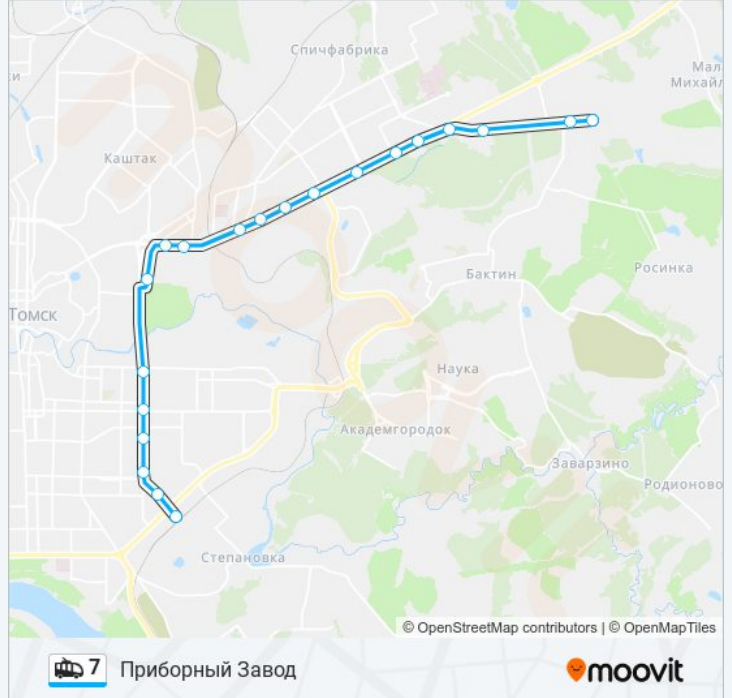 Спичфабрика
Мал
Михайл
ки
Каштак
Бактин
Росинка
Томск
Наука
Академгородок
Заварзино
Родионово
Степановка
© OpenStreetMap contributors | © OpenMapTiles
7 Приборный Завод
moovit